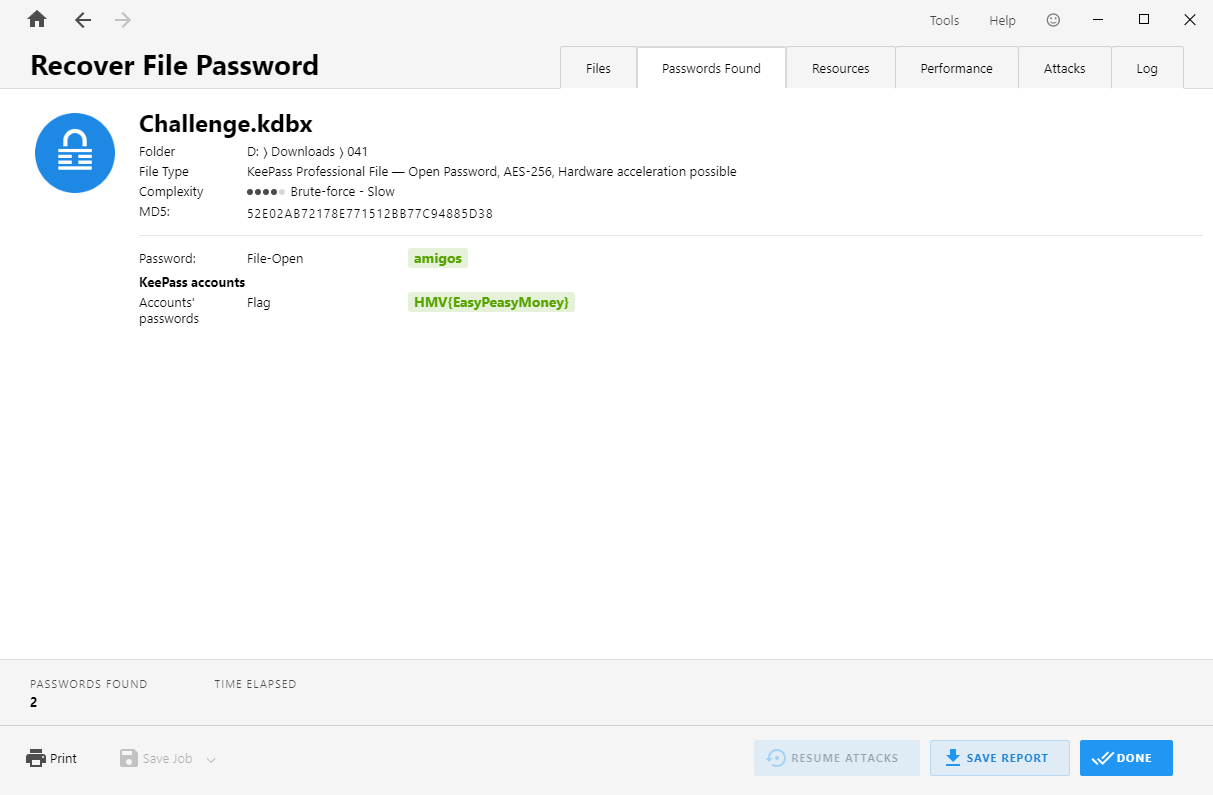 Tools Help
Recover File Password
Files Passwords Found Resources Performance Attacks Log
Challenge.kdbx
Folder D: ⟩ Downloads ⟩ 041
File Type KeePass Professional File — Open Password, AES-256, Hardware acceleration possible
Complexity Brute-force - Slow
MD5: 52E02AB72178E771512BB77C94885D38
Password: File-Open amigos
KeePass accounts
Accounts' Flag HMV{EasyPeasyMoney}
passwords
PASSWORDS FOUND TIME ELAPSED
2
Print Save Job RESUME ATTACKS SAVE REPORT DONE